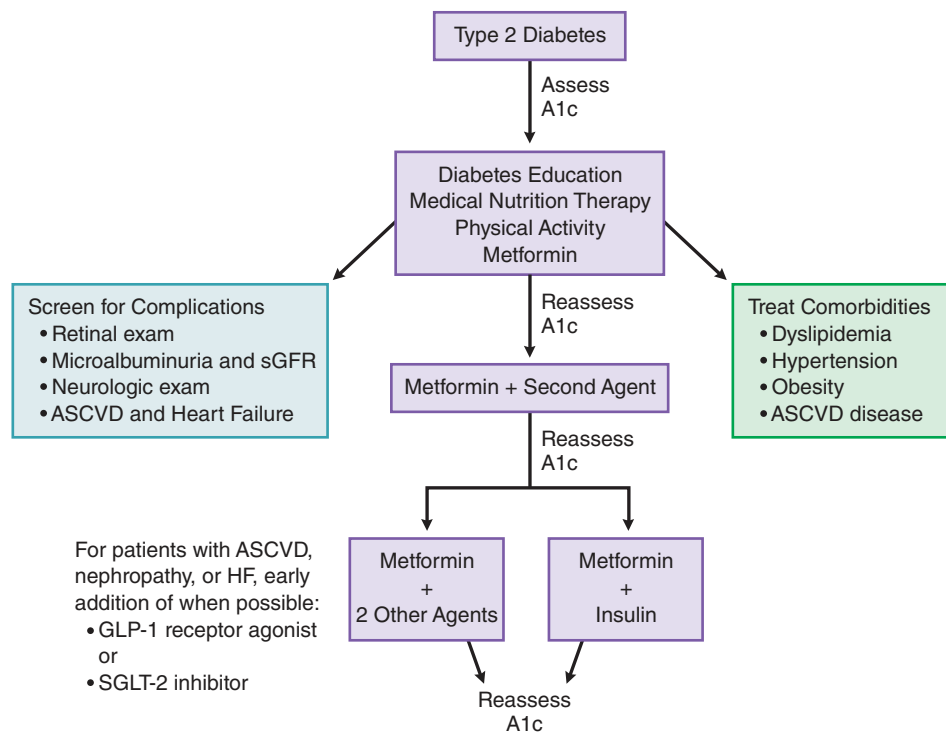 Type 2 Diabetes
Assess
A1c
Diabetes Education
Medical Nutrition Therapy
Physical Activity
Metformin
Screen for Complications
• Retinal exam
• Microalbuminuria and sGFR
• Neurologic exam
• ASCVD and Heart Failure
Reassess
A1c
Treat Comorbidities
• Dyslipidemia
• Hypertension
• Obesity
• ASCVD disease
Metformin + Second Agent
Reassess
A1c
For patients with ASCVD,
nephropathy, or HF, early
addition of when possible:
• GLP-1 receptor agonist
or
• SGLT-2 inhibitor
Metformin
+
2 Other Agents
Metformin
+
Insulin
Reassess
A1c